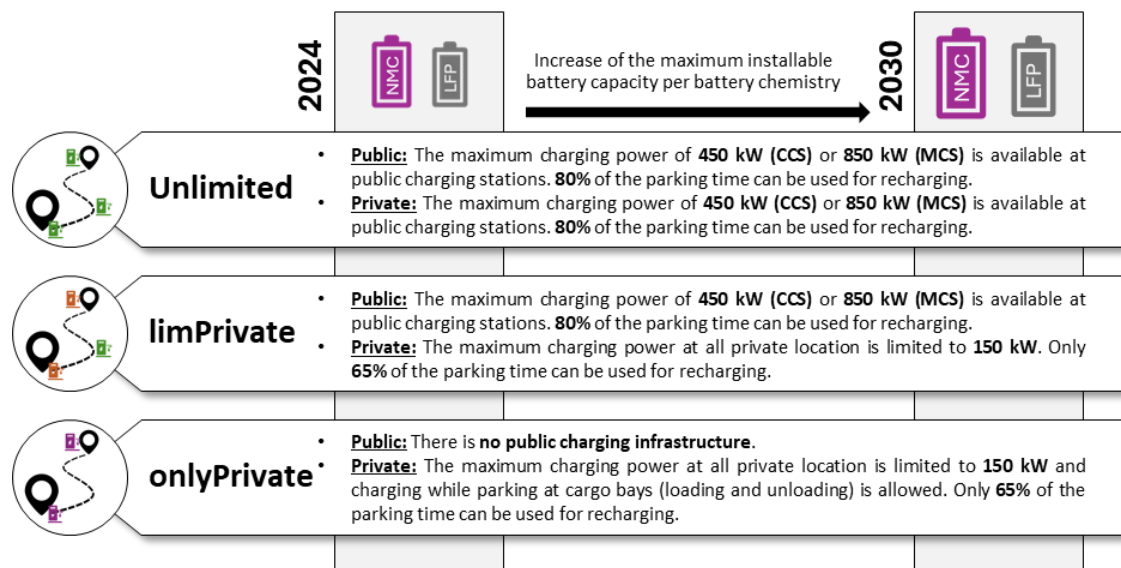 2024
NMC
LFP
Increase of the maximum installable
battery capacity per battery chemistry
2030
NMC
LFP
Unlimited
• Public: The maximum charging power of 450 kW (CCS) or 850 kW (MCS) is available at
public charging stations. 80% of the parking time can be used for recharging.
• Private: The maximum charging power of 450 kW (CCS) or 850 kW (MCS) is available at
public charging stations. 80% of the parking time can be used for recharging.
limPrivate
• Public: The maximum charging power of 450 kW (CCS) or 850 kW (MCS) is available at
public charging stations. 80% of the parking time can be used for recharging.
• Private: The maximum charging power at all private location is limited to 150 kW. Only
65% of the parking time can be used for recharging.
onlyPrivate
• Public: There is no public charging infrastructure.
• Private: The maximum charging power at all private location is limited to 150 kW and
charging while parking at cargo bays (loading and unloading) is allowed. Only 65% of the
parking time can be used for recharging.